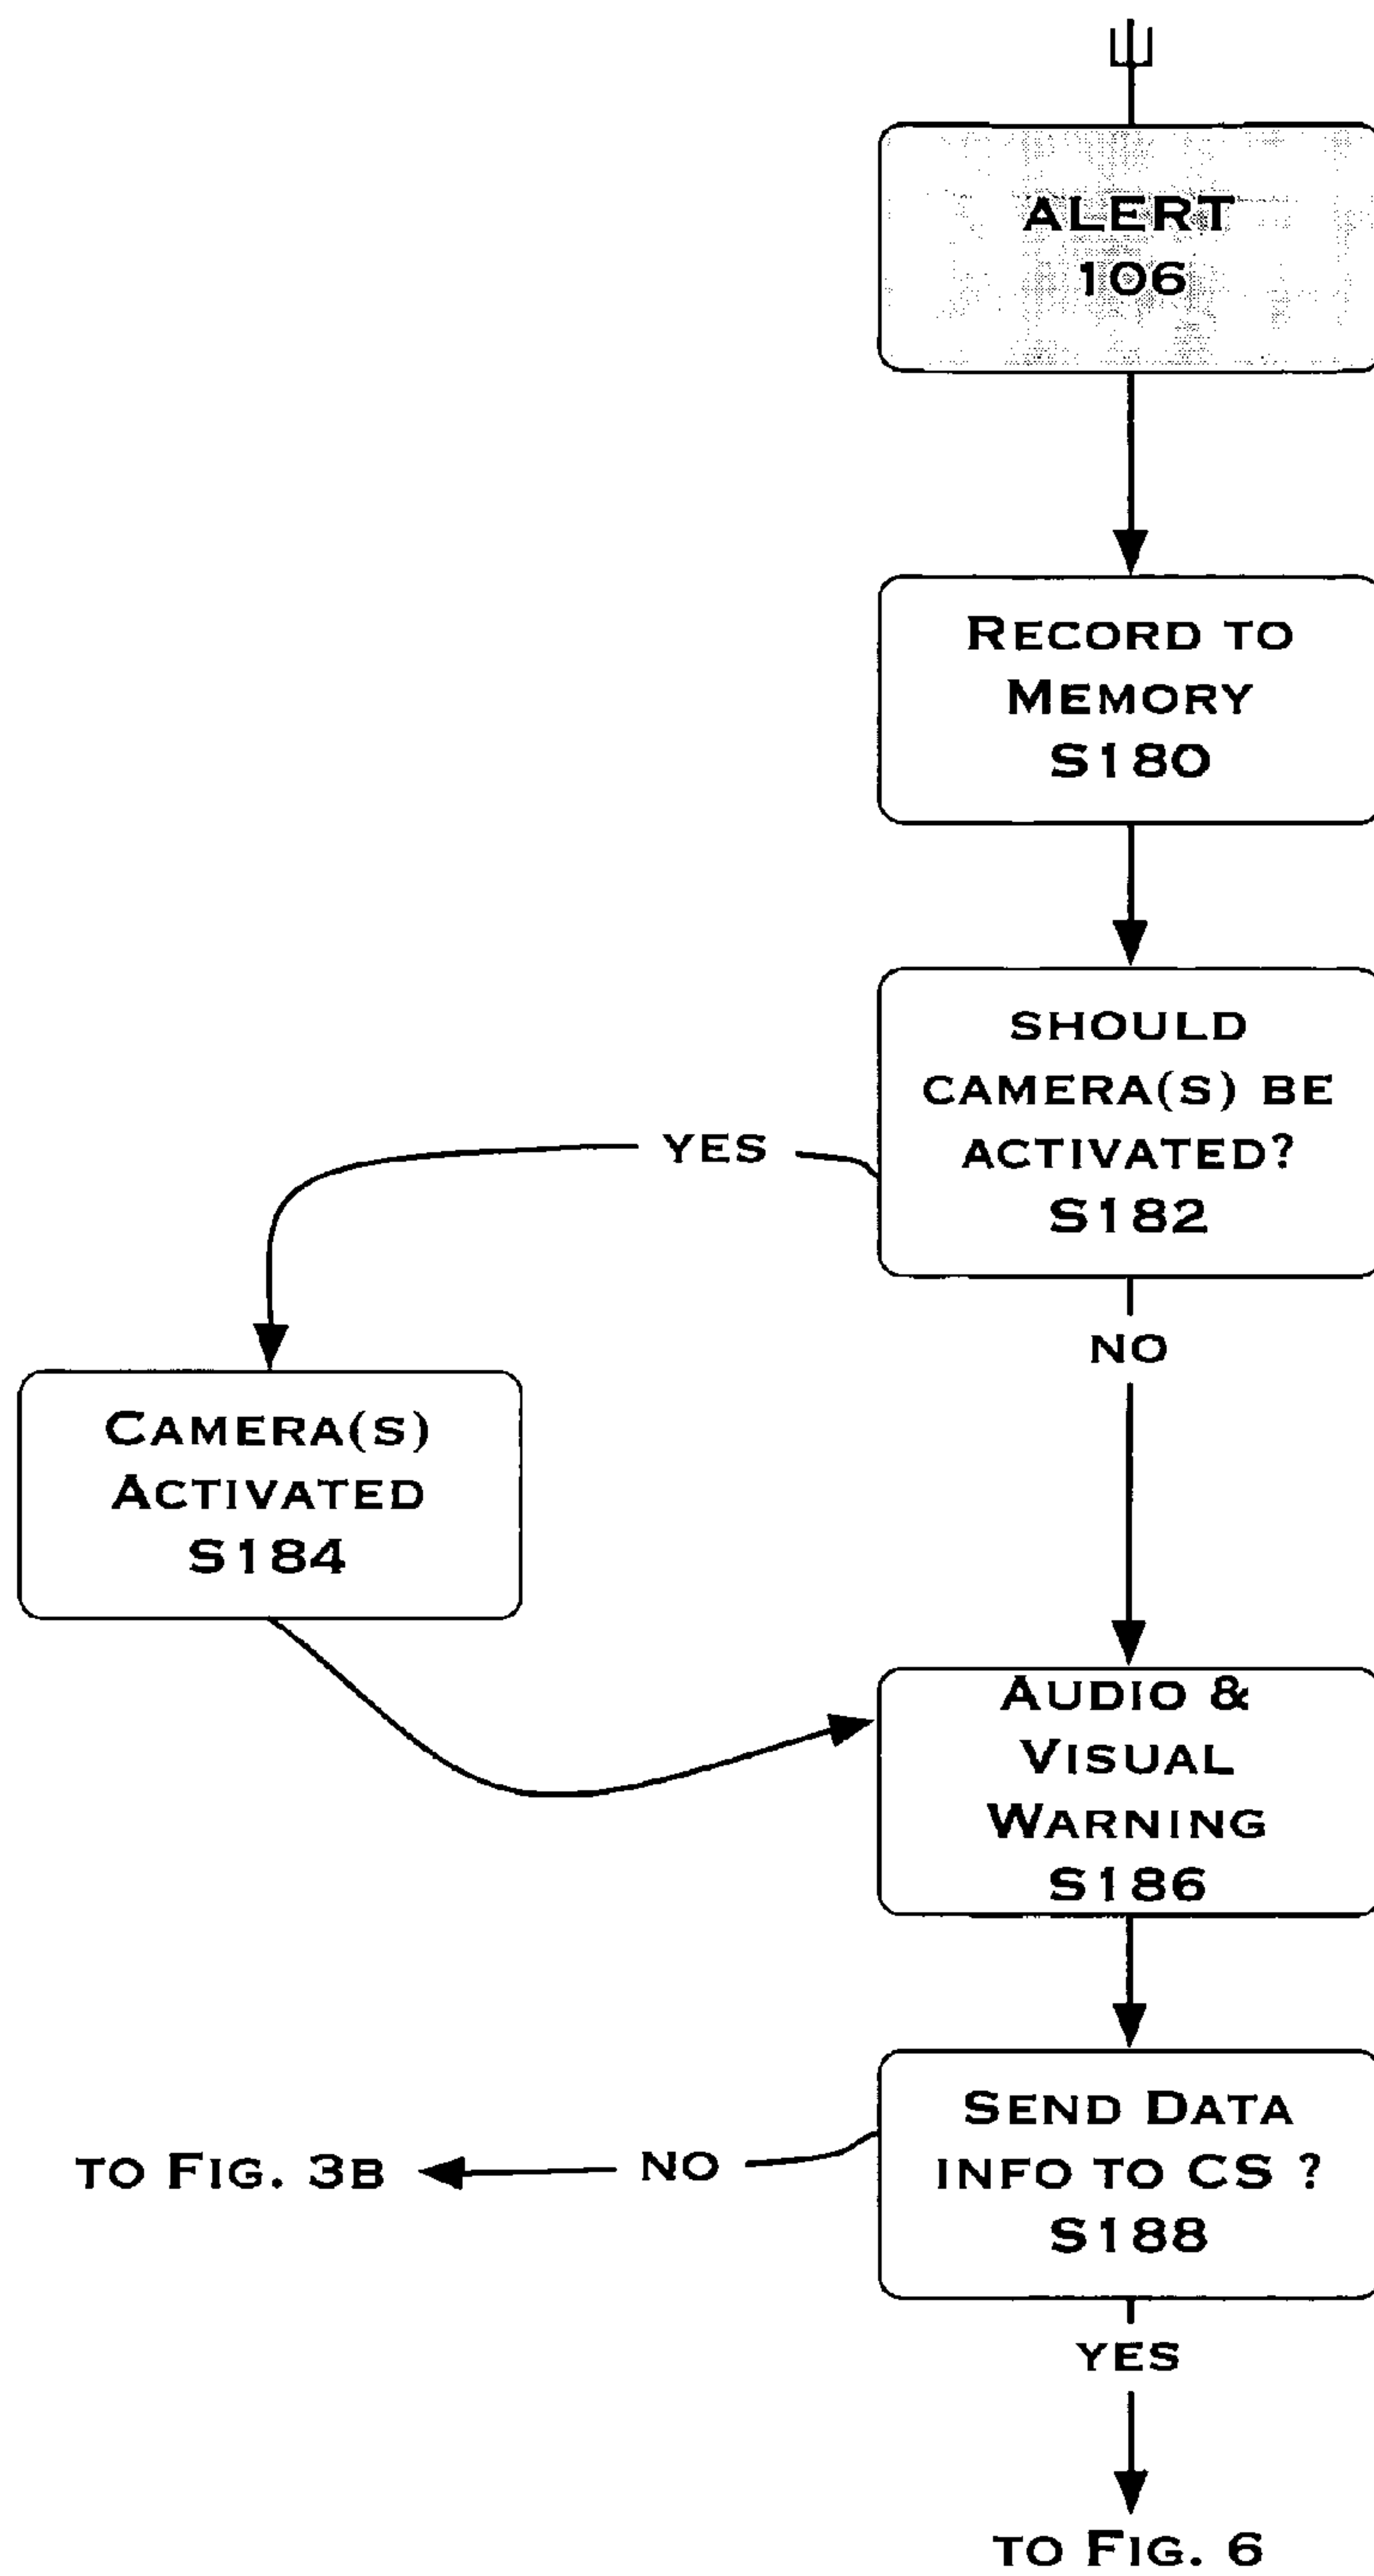 ALERT
106
RECORD TO
MEMORY
S180
SHOULD
CAMERA(S) BE
ACTIVATED?
S182
YES
NO
CAMERA(S)
ACTIVATED
S184
AUDIO &
VISUAL
WARNING
S186
SEND DATA
INFO TO CS ?
S188
NO
TO FIG. 3B
YES
TO FIG. 6